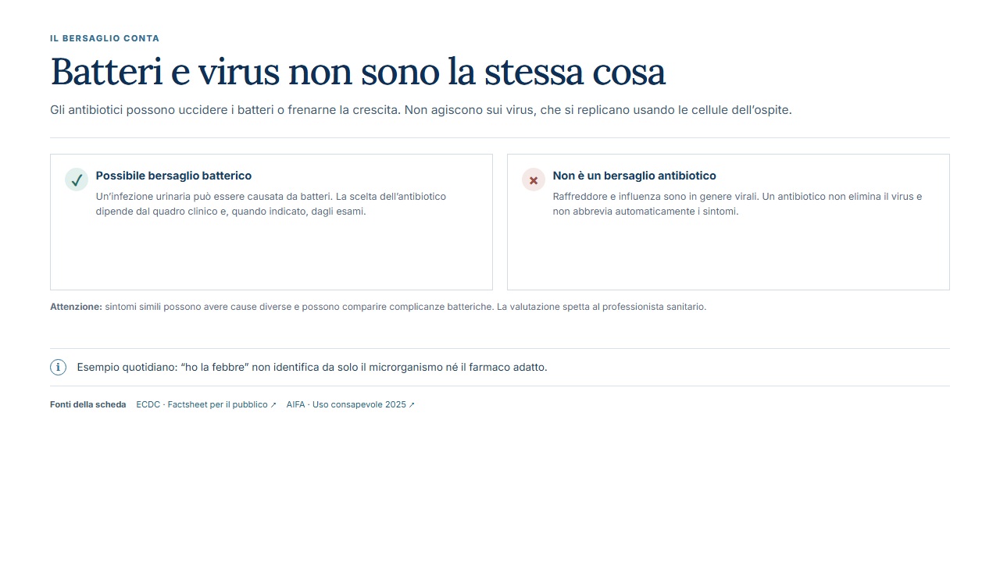 IL BERSAGLIO CONTA
Batteri e virus non sono la stessa cosa
Gli antibiotici possono uccidere i batteri o frenarne la crescita. Non agiscono sui virus, che si replicano usando le cellule dell’ospite.
✓ Possibile bersaglio batterico
Un’infezione urinaria può essere causata da batteri. La scelta dell’antibiotico
dipende dal quadro clinico e, quando indicato, dagli esami.
× Non è un bersaglio antibiotico
Raffreddore e influenza sono in genere virali. Un antibiotico non elimina il virus e
non abbrevia automaticamente i sintomi.
Attenzione: sintomi simili possono avere cause diverse e possono comparire complicanze batteriche. La valutazione spetta al professionista sanitario.
i Esempio quotidiano: “ho la febbre” non identifica da solo il microrganismo né il farmaco adatto.
Fonti della scheda ECDC · Factsheet per il pubblico ↗ AIFA · Uso consapevole 2025 ↗